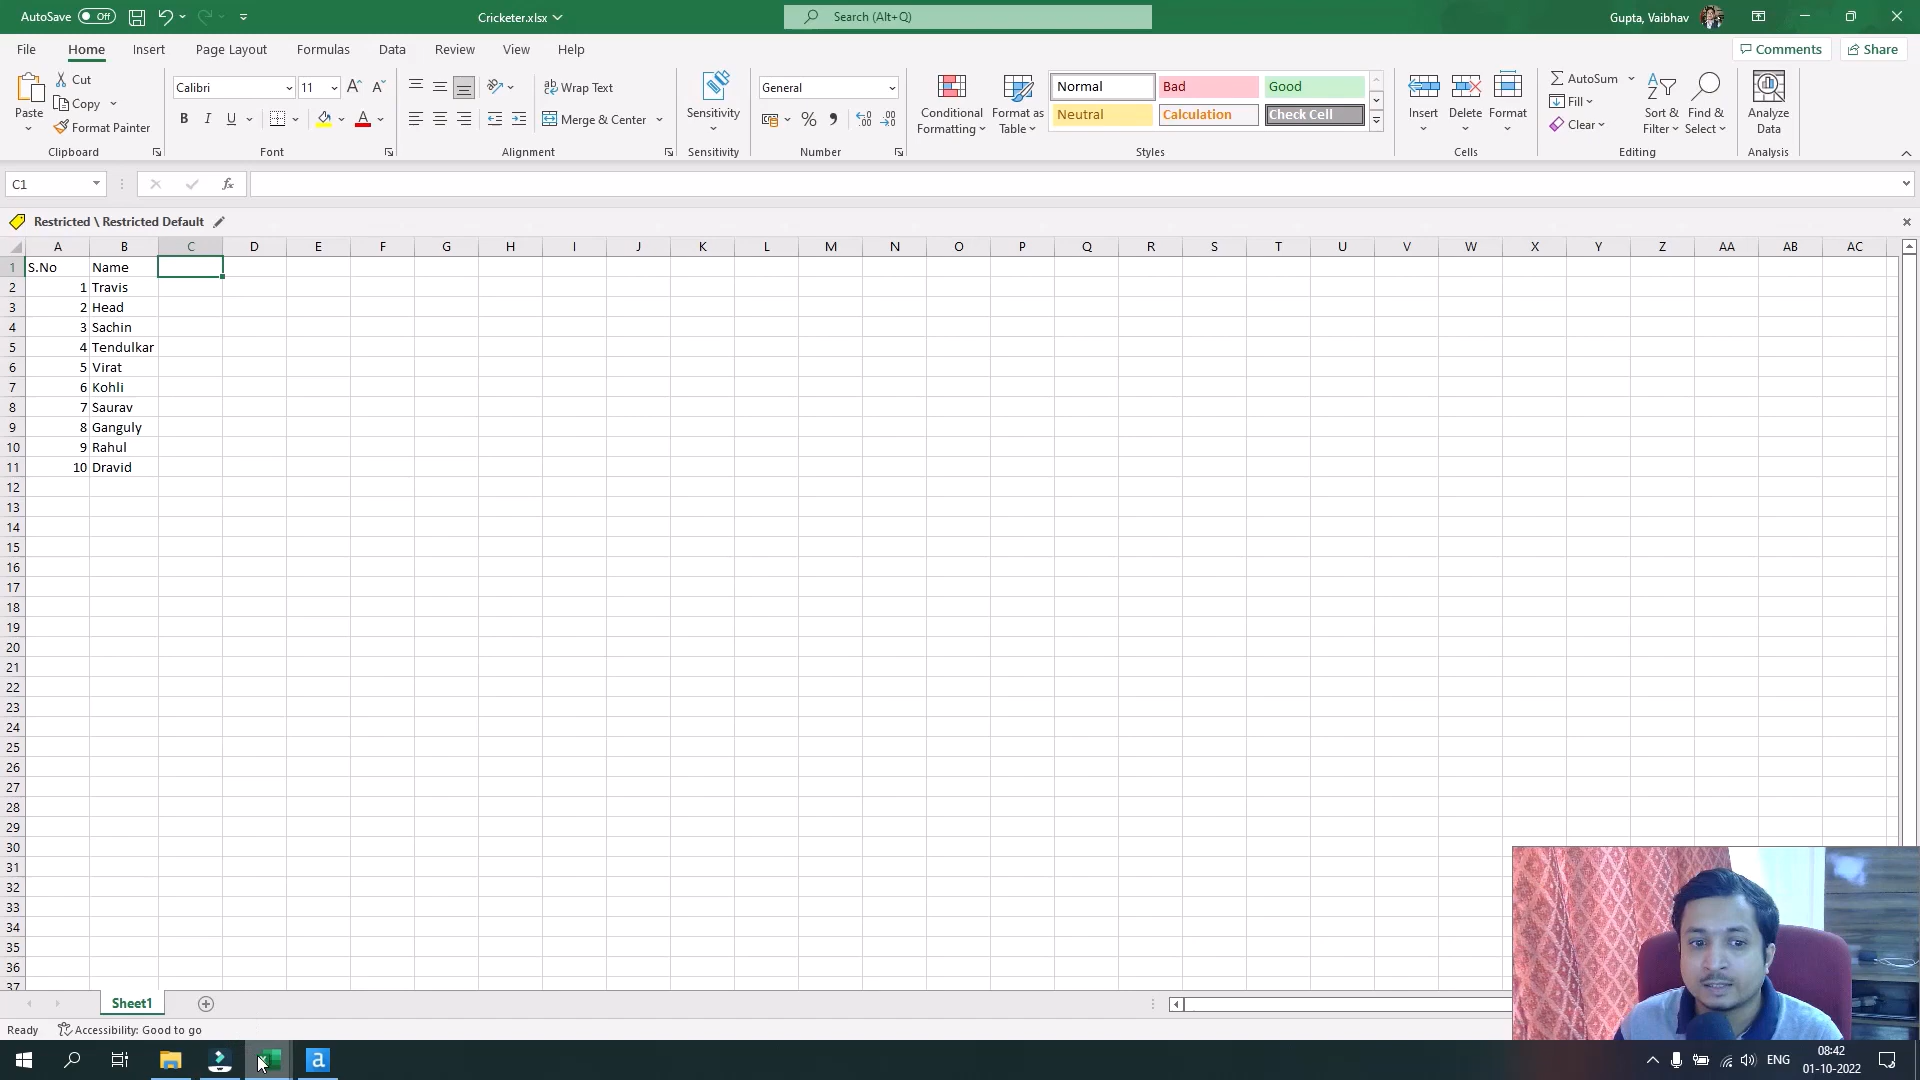 AutoSave Off
Cricketer.xlsx
Search (Alt+Q)
Gupta, Vaibhav
File Home Insert Page Layout Formulas Data Review View Help
Comments Share
Paste
Cut
Copy
Format Painter
Clipboard
Calibri 11
B I U
Font
Wrap Text
Merge & Center
Alignment
Sensitivity
Sensitivity
General
Number
Conditional
Formatting
Format as
Table
Normal Bad Good
Neutral Calculation Check Cell
Styles
Insert Delete Format
Cells
AutoSum
Fill
Clear
Sort &
Filter
Find &
Select
Editing
Analyze
Data
Analysis
C1
fx
Restricted \ Restricted Default
A B C D E F G H I J K L M N O P Q R S T U V W X Y Z AA AB AC
1 S.No Name
2 1 Travis
3 2 Head
4 3 Sachin
5 4 Tendulkar
6 5 Virat
7 6 Kohli
8 7 Saurav
9 8 Ganguly
10 9 Rahul
11 10 Dravid
12
13
14
15
16
17
18
19
20
21
22
23
24
25
26
27
28
29
30
31
32
33
34
35
36
37
Sheet1
Ready Accessibility: Good to go
a
ENG
08:42
01-10-2022